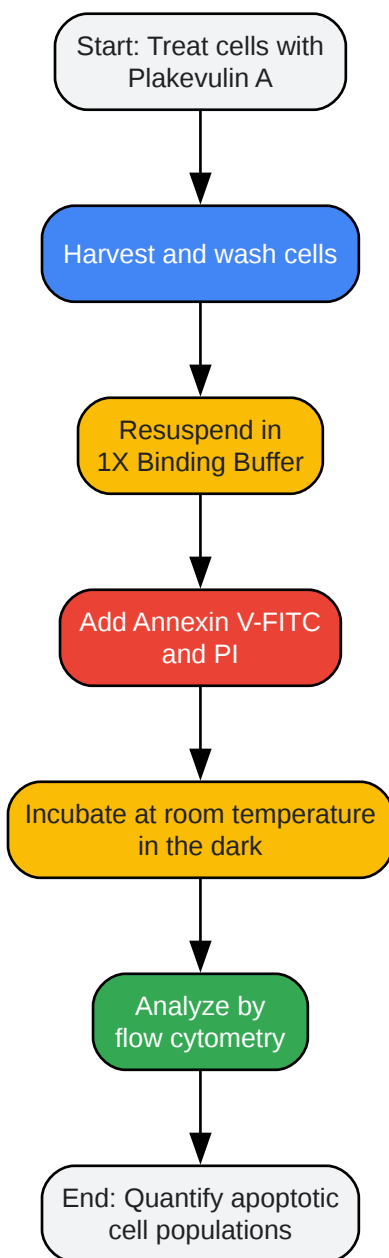 Start: Treat cells with
Plakevulin A
Harvest and wash cells
Resuspend in
1X Binding Buffer
Add Annexin V-FITC
and PI
Incubate at room temperature
in the dark
Analyze by
flow cytometry
End: Quantify apoptotic
cell populations